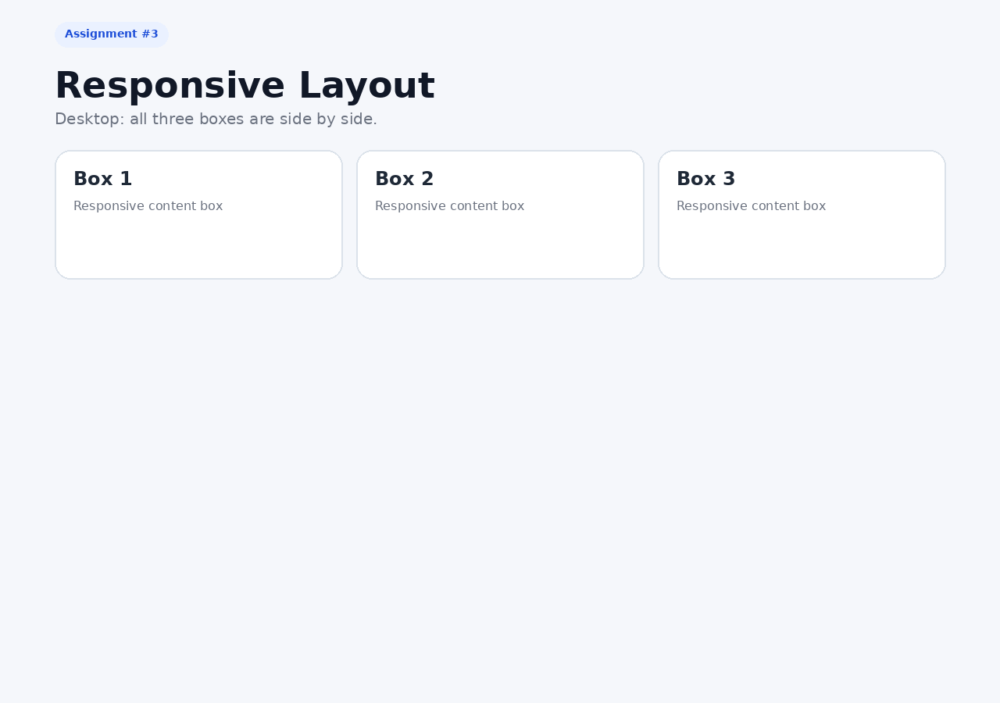 Assignment #3
Responsive Layout
Desktop: all three boxes are side by side.
Box 1
Responsive content box
Box 2
Responsive content box
Box 3
Responsive content box